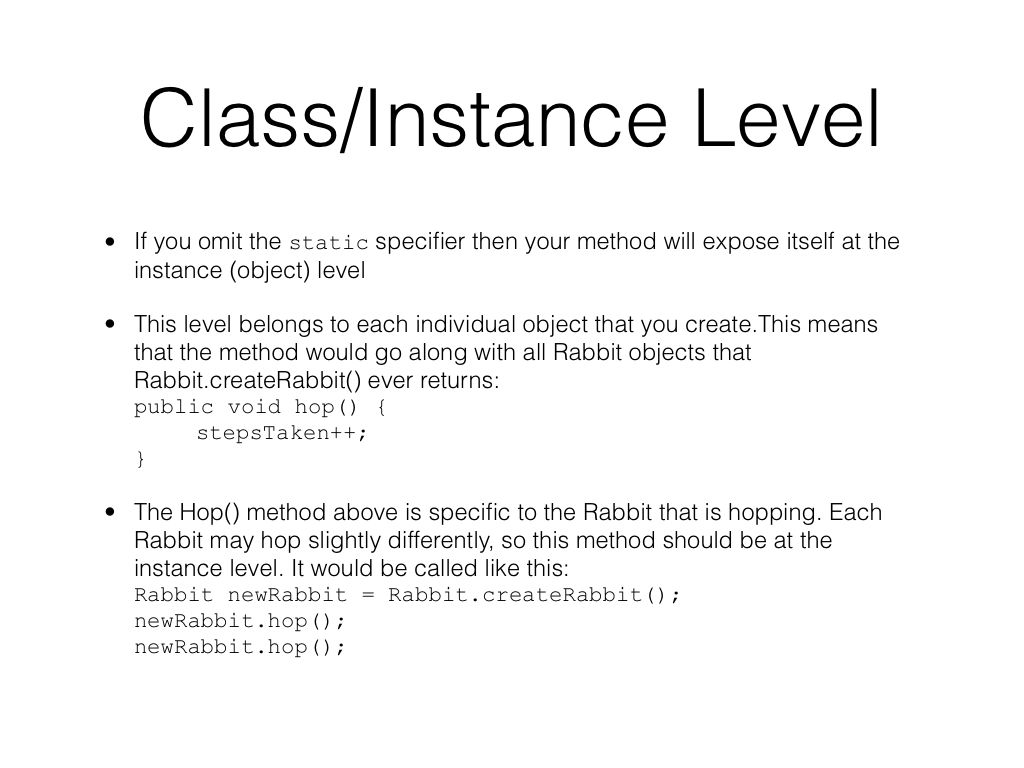 Class/Instance Level
• If you omit the static specifier then your method will expose itself at the
instance (object) level
• This level belongs to each individual object that you create.This means
that the method would go along with all Rabbit objects that
Rabbit.createRabbit() ever returns:
public void hop() {
stepsTaken++;
}
• The Hop() method above is specific to the Rabbit that is hopping. Each
Rabbit may hop slightly differently, so this method should be at the
instance level. It would be called like this:
Rabbit newRabbit = Rabbit.createRabbit();
newRabbit.hop();
newRabbit.hop();